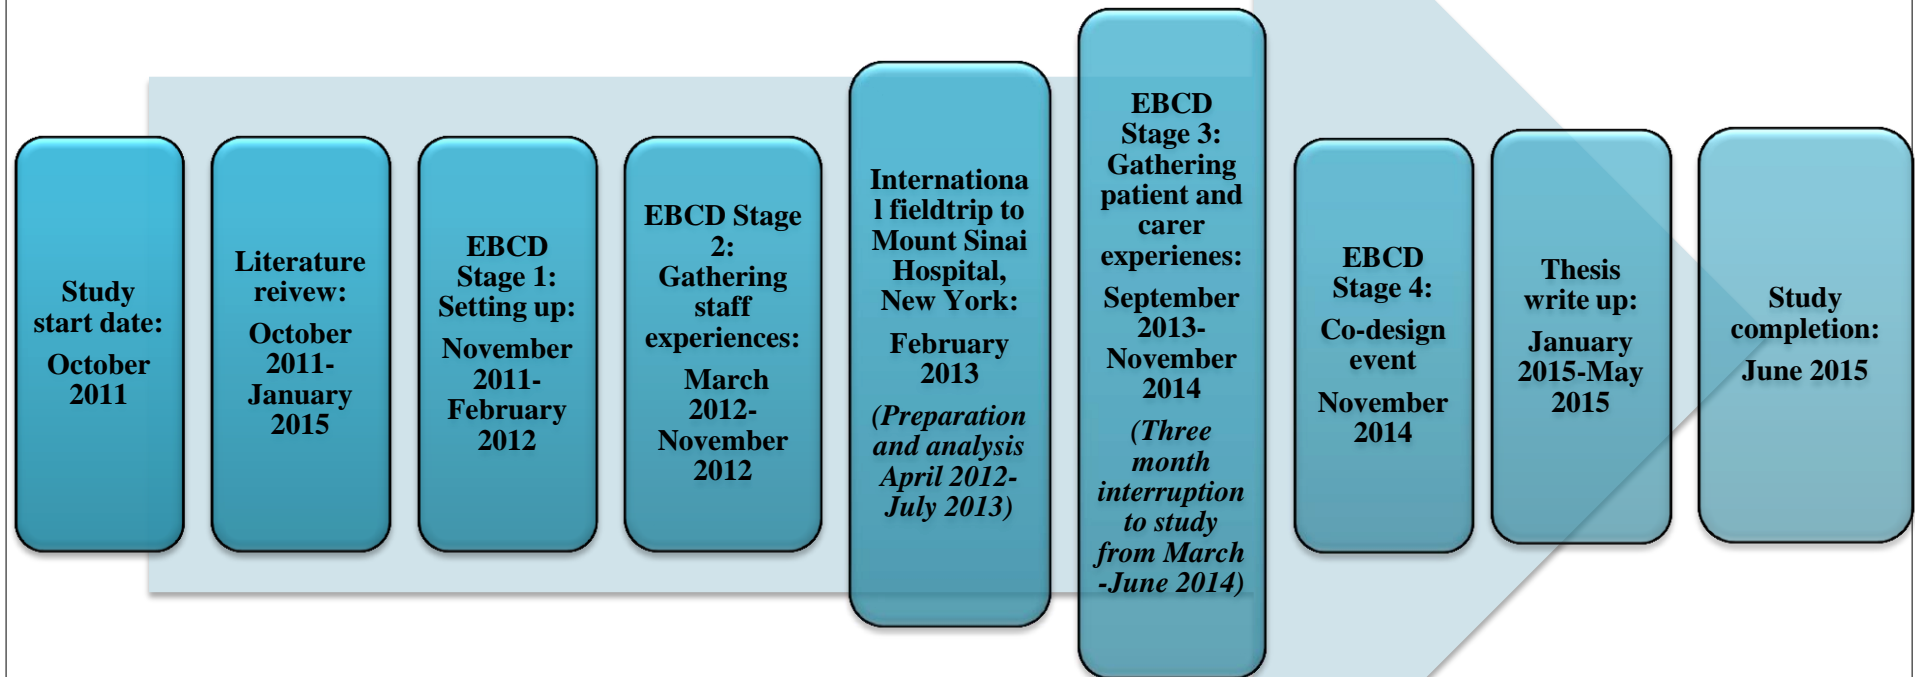 Study
start date:
October
2011
Literature
reivew:
October
2011-
January
2015
EBCD
Stage 1:
Setting up:
November
2011-
February
2012
EBCD Stage
2:
Gathering
staff
experiences:
March
2012-
November
2012
Internationa
l fieldtrip to
Mount Sinai
Hospital,
New York:
February
2013
(Preparation
and analysis
April 2012-
July 2013)
EBCD
Stage 3:
Gathering
patient and
carer
experienes:
September
2013-
November
2014
(Three
month
interruption
to study
from March
-June 2014)
EBCD
Stage 4:
Co-design
event
November
2014
Thesis
write up:
January
2015-May
2015
Study
completion:
June 2015